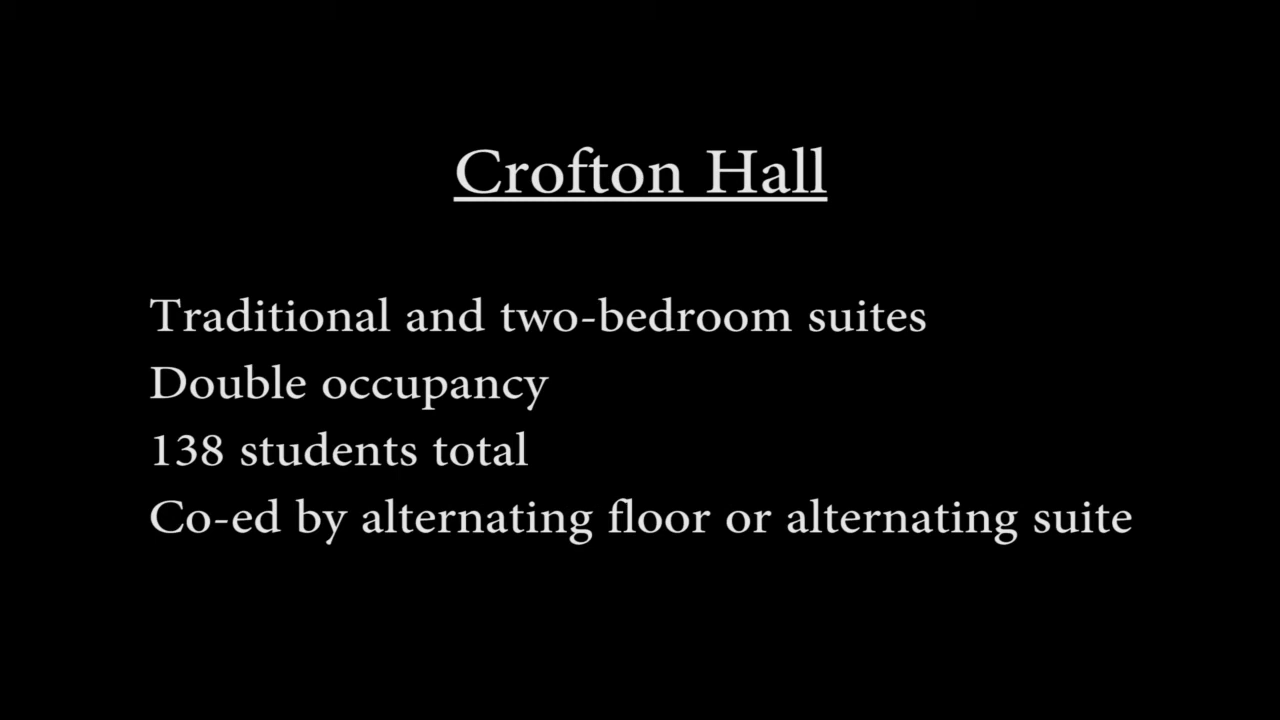 Crofton Hall
Traditional and two-bedroom suites
Double occupancy
138 students total
Co-ed by alternating floor or alternating suite